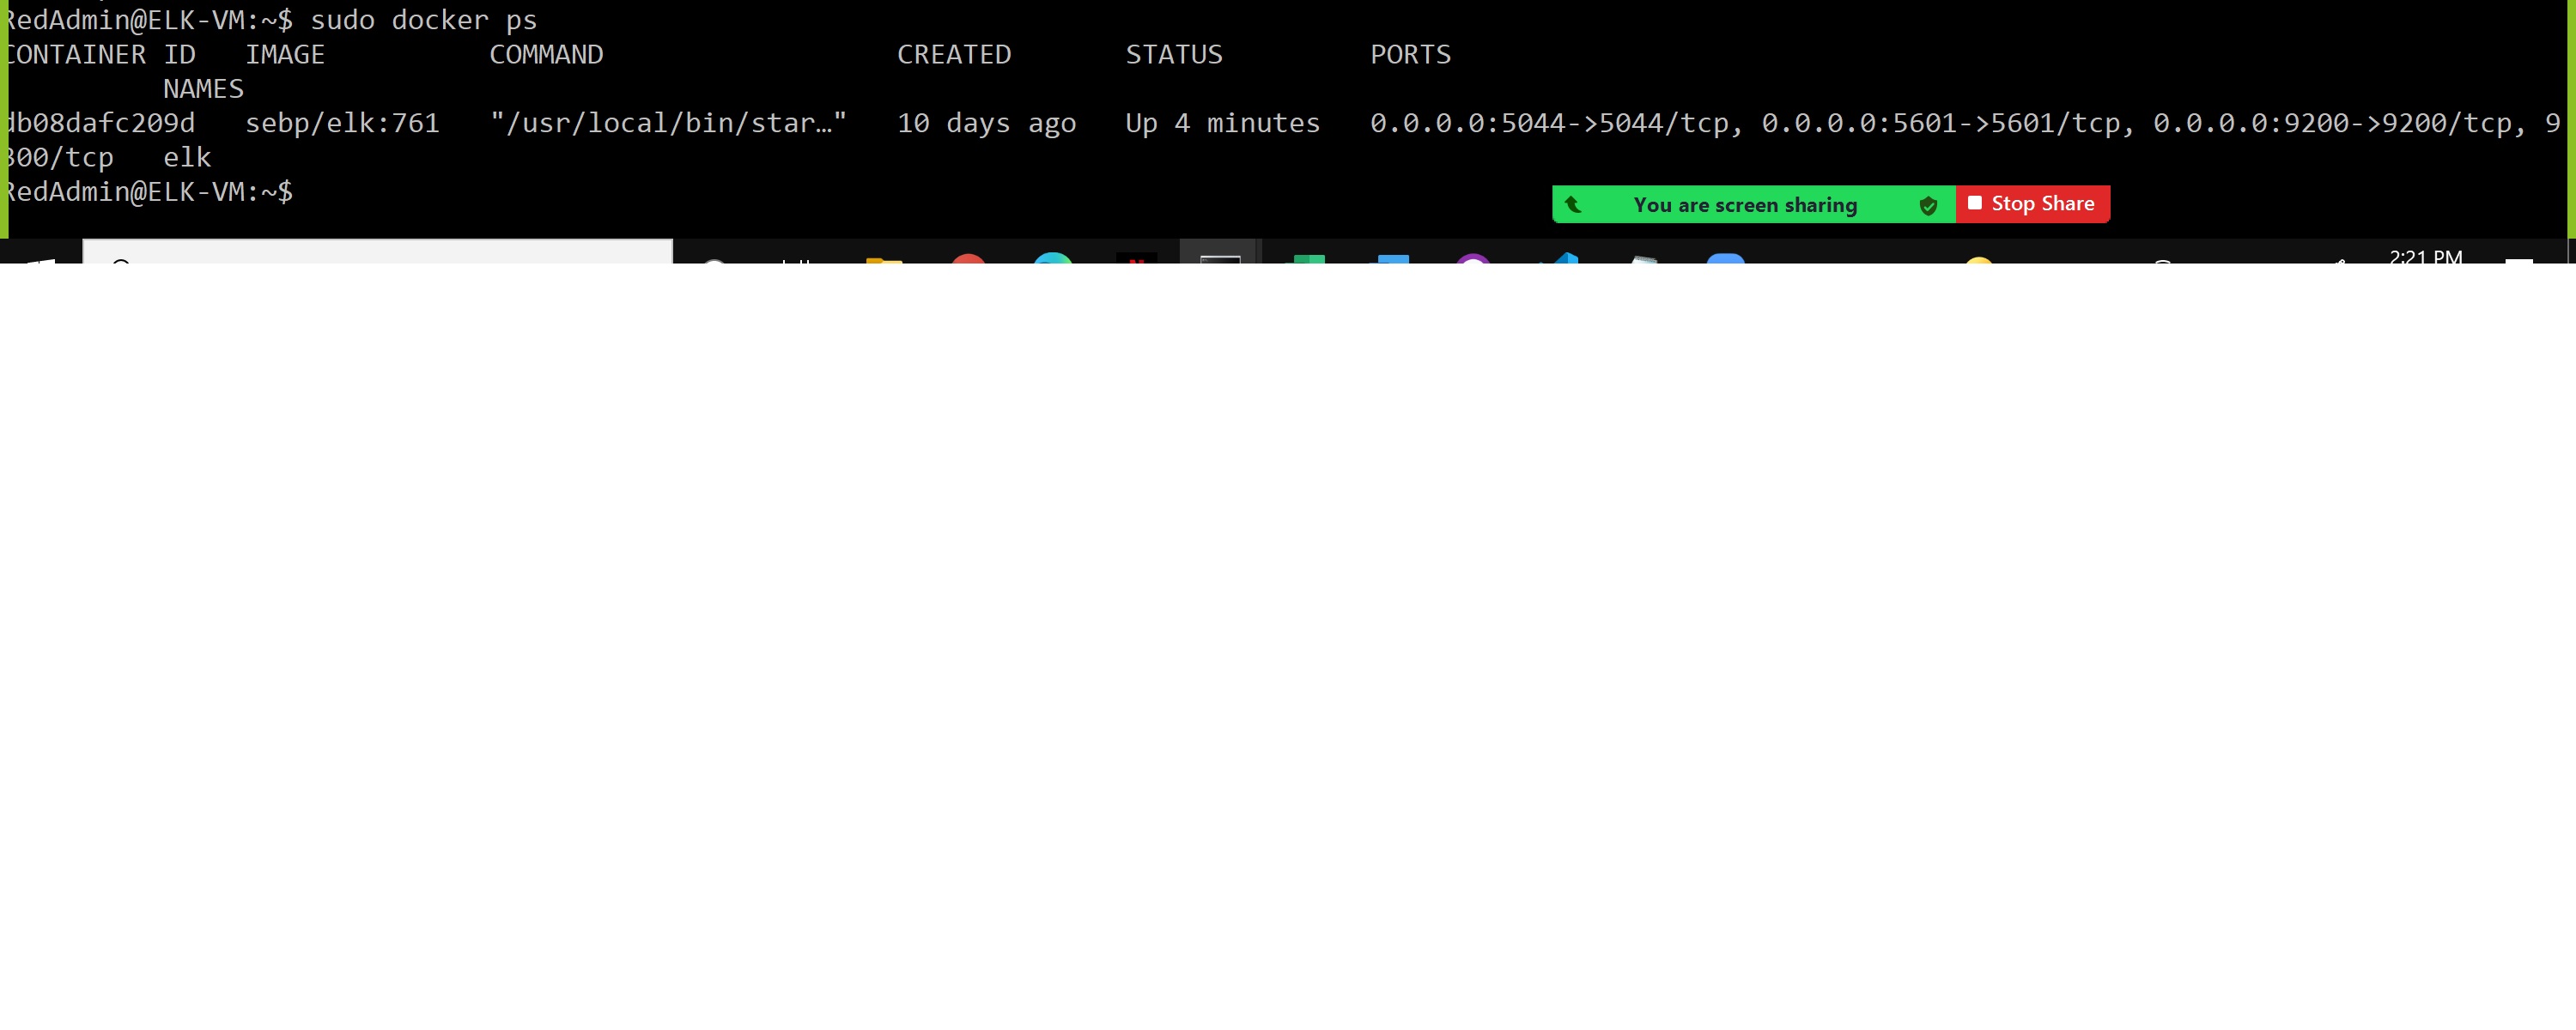 RedAdmin@ELK-VM:~$ sudo docker ps
CONTAINER ID   IMAGE          COMMAND                  CREATED       STATUS         PORTS
          NAMES
db08dafc209d   sebp/elk:761   "/usr/local/bin/star…"   10 days ago   Up 4 minutes   0.0.0.0:5044->5044/tcp, 0.0.0.0:5601->5601/tcp, 0.0.0.0:9200->9200/tcp, 9
300/tcp   elk
RedAdmin@ELK-VM:~$
You are screen sharing
Stop Share
2:21 PM